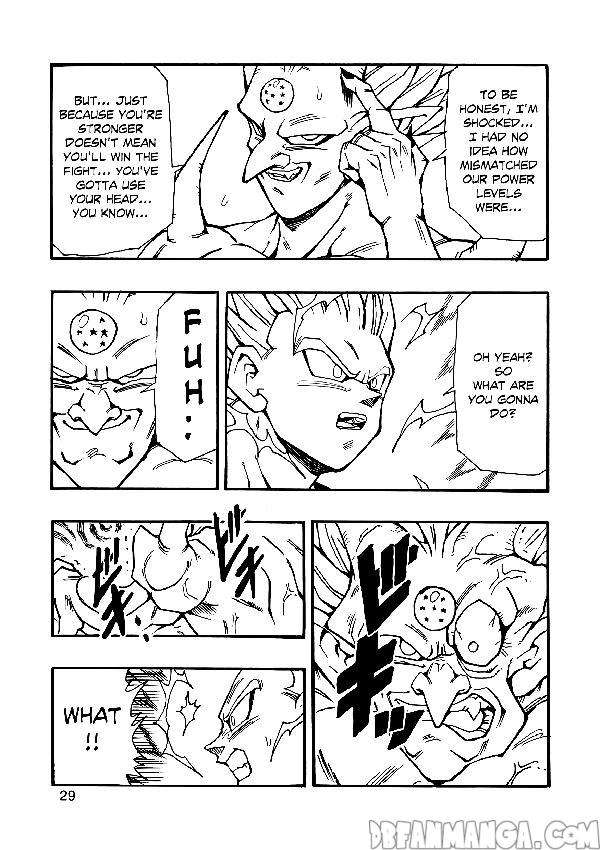 TO BE
HONEST, I'M
SHOCKED...
I HAD NO
IDEA HOW
MISMATCHED
OUR POWER
LEVELS
WERE...
BUT... JUST
BECAUSE YOU'RE
STRONGER
DOESN'T MEAN
YOU'LL WIN THE
FIGHT... YOU'VE
GOTTA USE
YOUR HEAD...
YOU KNOW...
OH YEAH?
SO
WHAT ARE
YOU GONNA
DO?
FUH.
ビキッ
ビキ.
ビキッ
WHAT
!!
29
DBFANMANGA.COM